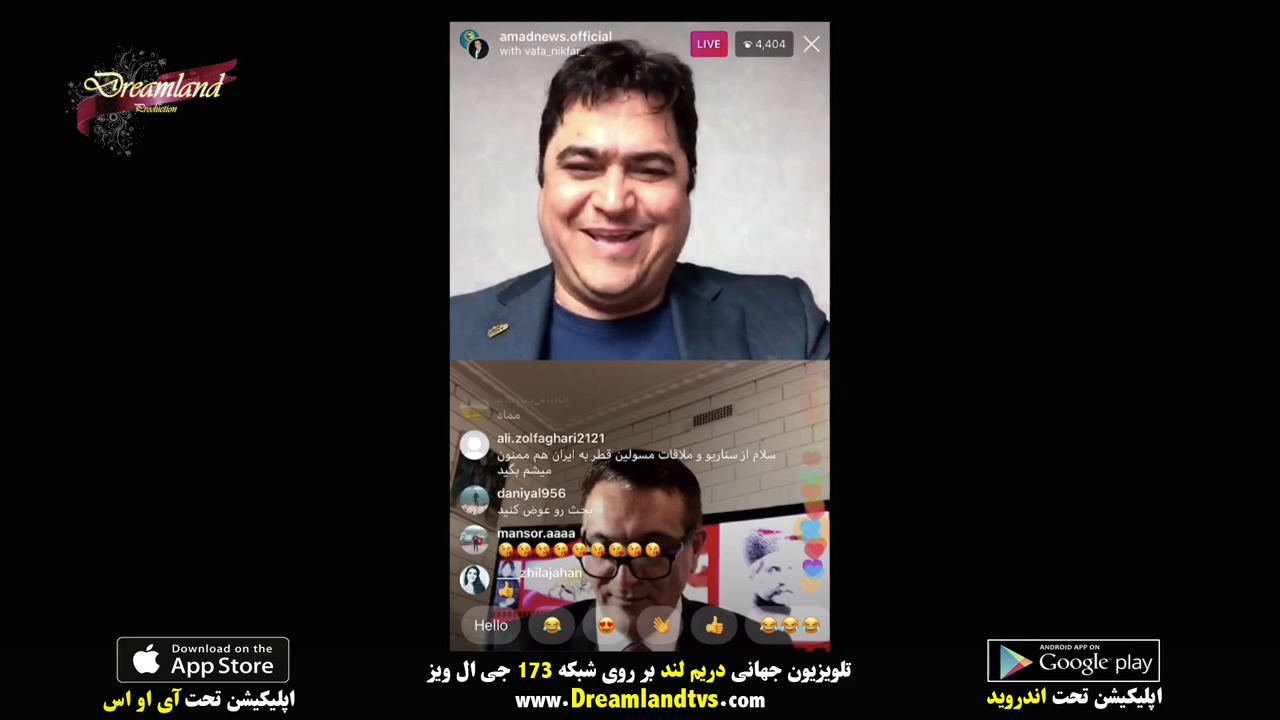 Dreamland
Production
amadnews.official
with vafa_nikfar_
LIVE
4,404
مماه
ali.zolfaghari2121
سلام از سناریو و ملاقات مسولین قطر به ایران هم ممنون
میشم بگید
daniyal956
بحث رو عوض کنید
mansor.aaaa
😘😘😘😘😘😘😘😘😘
___zhilajahan
👍
Hello 😂 😍 👏 👍 😂😂😂
Download on the
App Store
اپلیکیشن تحت آی او اس
تلویزیون جهانی دریم لند بر روی شبکه 173 جی ال ویز
www.Dreamlandtvs.com
ANDROID APP ON
Google play
اپلیکیشن تحت اندروید